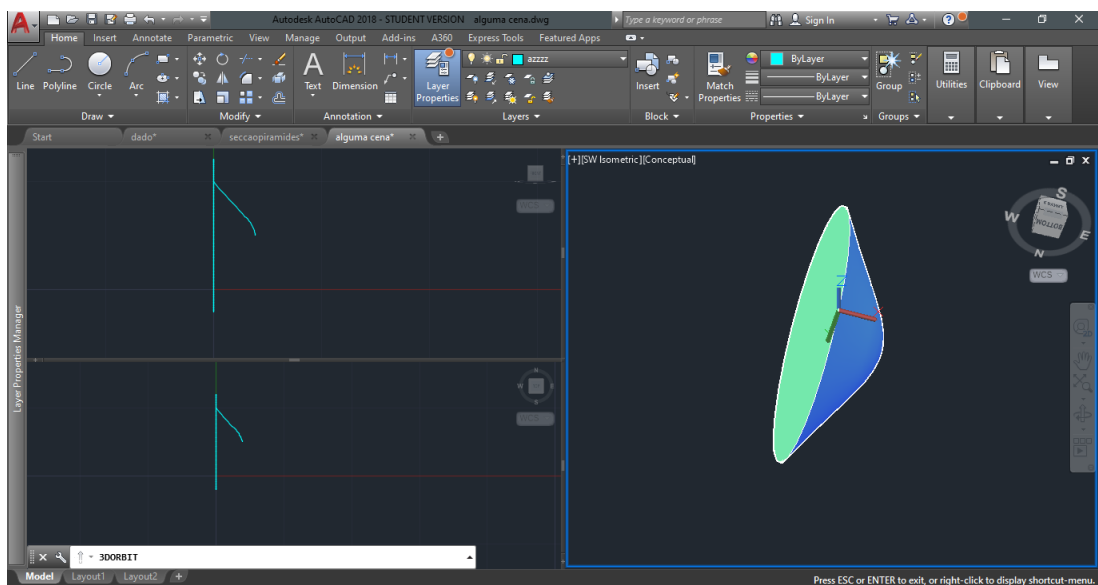 Autodesk AutoCAD 2018 - STUDENT VERSION alguma cena.dwg
Type a keyword or phrase
Sign In
Home Insert Annotate Parametric View Manage Output Add-ins A360 Express Tools Featured Apps
azzzz
Line Polyline Circle Arc
Text Dimension
Layer Properties
Insert
Match Properties
ByLayer
ByLayer
ByLayer
Group
Utilities
Clipboard
View
Draw Modify Annotation Layers Block Properties Groups
Start dado* seccaopiramides* alguma cena*
[+][SW Isometric][Conceptual]
WCS
S
W
E
N
BOTTOM
WCS
Z
Layer Properties Manager
N
W
S
WCS
3DORBIT
Model Layout1 Layout2
Press ESC or ENTER to exit, or right-click to display shortcut-menu.